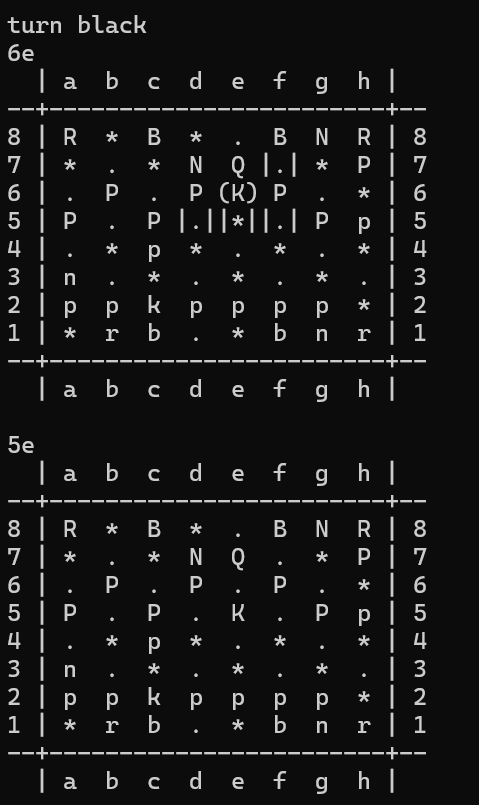 turn black
6e
  | a  b  c  d  e  f  g  h |
--+------------------------+--
8 | R  *  B  *  .  B  N  R | 8
7 | *  .  *  N  Q |.| *  P | 7
6 | .  P  .  P (K) P  .  * | 6
5 | P  .  P |.||*||.| P  p | 5
4 | .  *  p  *  .  *  .  * | 4
3 | n  .  *  .  *  .  *  . | 3
2 | p  p  k  p  p  p  p  * | 2
1 | *  r  b  .  *  b  n  r | 1
--+------------------------+--
  | a  b  c  d  e  f  g  h |

5e
  | a  b  c  d  e  f  g  h |
--+------------------------+--
8 | R  *  B  *  .  B  N  R | 8
7 | *  .  *  N  Q  .  *  P | 7
6 | .  P  .  P  .  P  .  * | 6
5 | P  .  P  .  K  .  P  p | 5
4 | .  *  p  *  .  *  .  * | 4
3 | n  .  *  .  *  .  *  . | 3
2 | p  p  k  p  p  p  p  * | 2
1 | *  r  b  .  *  b  n  r | 1
--+------------------------+--
  | a  b  c  d  e  f  g  h |